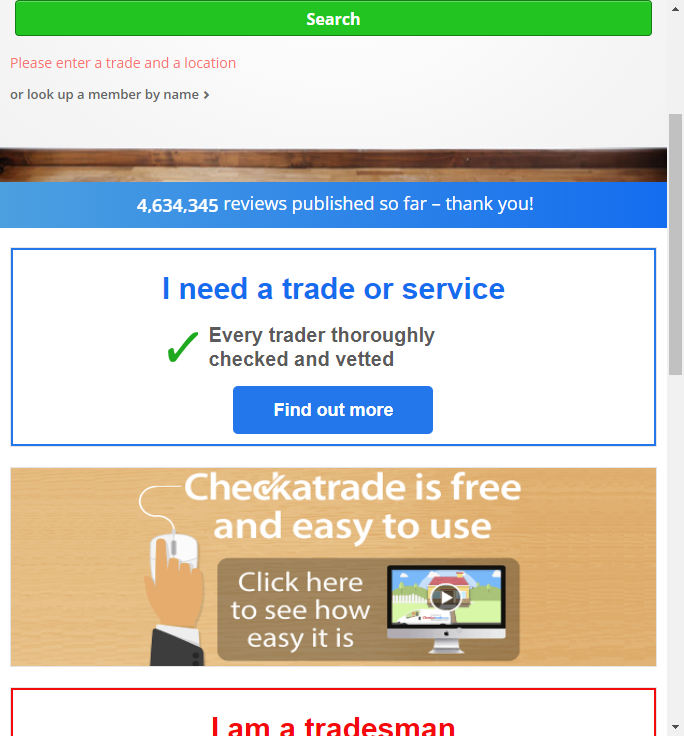 Search
Please enter a trade and a location
or look up a member by name
4,634,345 reviews published so far – thank you!
I need a trade or service
✓ Every trader thoroughly
checked and vetted
Find out more
Checkatrade is free
and easy to use
Click here
to see how
easy it is
I am a tradesman